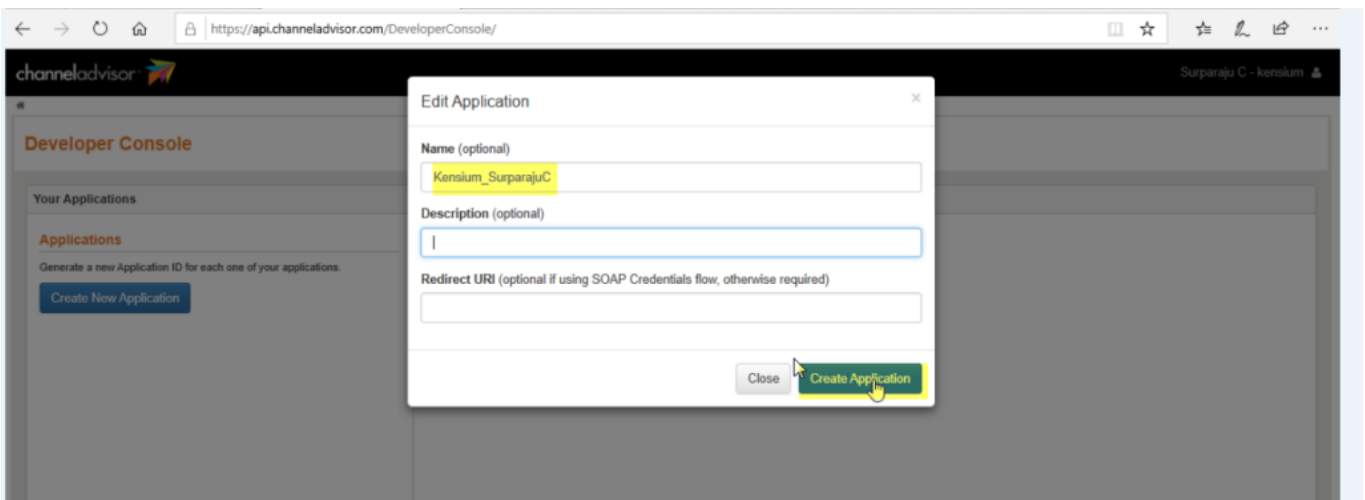 https://api.channeladvisor.com/DeveloperConsole/
channeladvisor
Surparaju C - kensium
Developer Console
Your Applications
Applications
Generate a new Application ID for each one of your applications.
Create New Application
Edit Application
×
Name (optional)
Kensium_SurparajuC
Description (optional)
Redirect URI (optional if using SOAP Credentials flow, otherwise required)
Close
Create Application